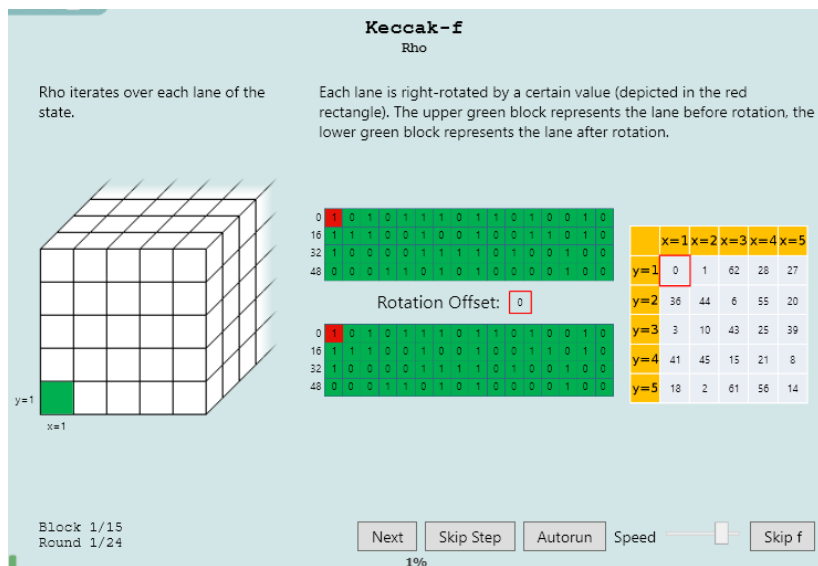 Keccak-f
Rho
Rho iterates over each lane of the
state.
Each lane is right-rotated by a certain value (depicted in the red
rectangle). The upper green block represents the lane before rotation, the
lower green block represents the lane after rotation.
0 1 0 1 0 1 1 1 0 1 1 0 1 0 0 1 0
16 1 1 1 0 0 1 0 1 0 0 1 1 0 0 1 0
32 1 0 0 0 0 1 1 1 1 0 1 0 0 1 0 0
48 0 0 0 1 1 0 1 0 1 0 0 0 0 1 0 0
Rotation Offset: 0
0 1 0 1 0 1 1 1 0 1 1 0 1 0 0 1 0
16 1 1 1 0 0 1 0 1 0 0 1 1 0 0 1 0
32 1 0 0 0 0 1 1 1 1 0 1 0 0 1 0 0
48 0 0 0 1 1 0 1 0 1 0 0 0 0 1 0 0
x=1 x=2 x=3 x=4 x=5
y=1 0 1 62 28 27
y=2 36 44 6 55 20
y=3 3 10 43 25 39
y=4 41 45 15 21 8
y=5 18 2 61 56 14
y=1
x=1
Block 1/15
Round 1/24
Next Skip Step Autorun Speed Skip f
1%